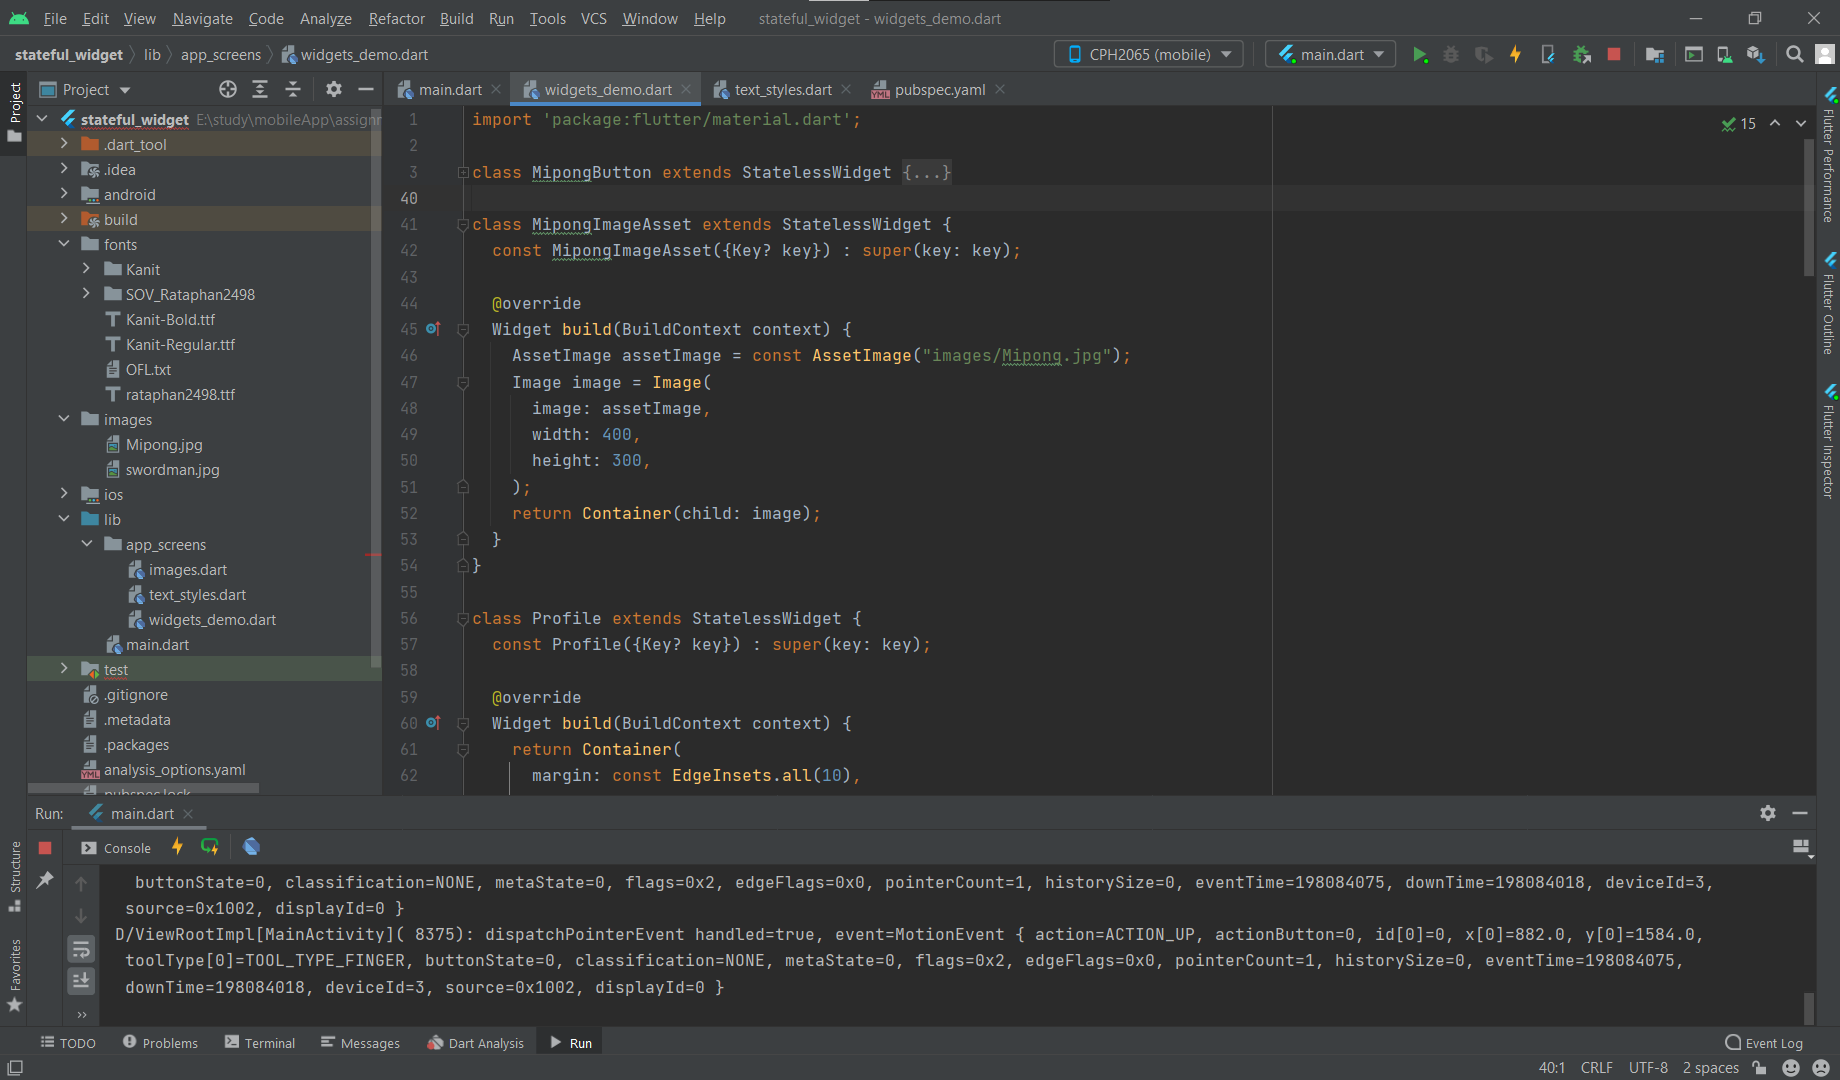 File Edit View Navigate Code Analyze Refactor Build Run Tools VCS Window Help stateful_widget - widgets_demo.dart
stateful_widget lib app_screens widgets_demo.dart CPH2065 (mobile) main.dart
Project
Project
main.dart widgets_demo.dart text_styles.dart pubspec.yaml
stateful_widget E:\study\mobileApp\assignr
.dart_tool
.idea
android
build
fonts
Kanit
SOV_Rataphan2498
Kanit-Bold.ttf
Kanit-Regular.ttf
OFL.txt
rataphan2498.ttf
images
Mipong.jpg
swordman.jpg
ios
lib
app_screens
images.dart
text_styles.dart
widgets_demo.dart
main.dart
test
.gitignore
.metadata
.packages
analysis_options.yaml
pubspec.lock
15
1 import 'package:flutter/material.dart';
2
3 class MipongButton extends StatelessWidget {...}
40
41 class MipongImageAsset extends StatelessWidget {
42 const MipongImageAsset({Key? key}) : super(key: key);
43
44 @override
45 Widget build(BuildContext context) {
46 AssetImage assetImage = const AssetImage("images/Mipong.jpg");
47 Image image = Image(
48 image: assetImage,
49 width: 400,
50 height: 300,
51 );
52 return Container(child: image);
53 }
54 }
55
56 class Profile extends StatelessWidget {
57 const Profile({Key? key}) : super(key: key);
58
59 @override
60 Widget build(BuildContext context) {
61 return Container(
62 margin: const EdgeInsets.all(10),
Flutter Performance
Flutter Outline
Flutter Inspector
Run: main.dart
Console
Structure
Favorites
buttonState=0, classification=NONE, metaState=0, flags=0x2, edgeFlags=0x0, pointerCount=1, historySize=0, eventTime=198084075, downTime=198084018, deviceId=3,
source=0x1002, displayId=0 }
D/ViewRootImpl[MainActivity]( 8375): dispatchPointerEvent handled=true, event=MotionEvent { action=ACTION_UP, actionButton=0, id[0]=0, x[0]=882.0, y[0]=1584.0,
toolType[0]=TOOL_TYPE_FINGER, buttonState=0, classification=NONE, metaState=0, flags=0x2, edgeFlags=0x0, pointerCount=1, historySize=0, eventTime=198084075,
downTime=198084018, deviceId=3, source=0x1002, displayId=0 }
TODO Problems Terminal Messages Dart Analysis Run Event Log
40:1 CRLF UTF-8 2 spaces